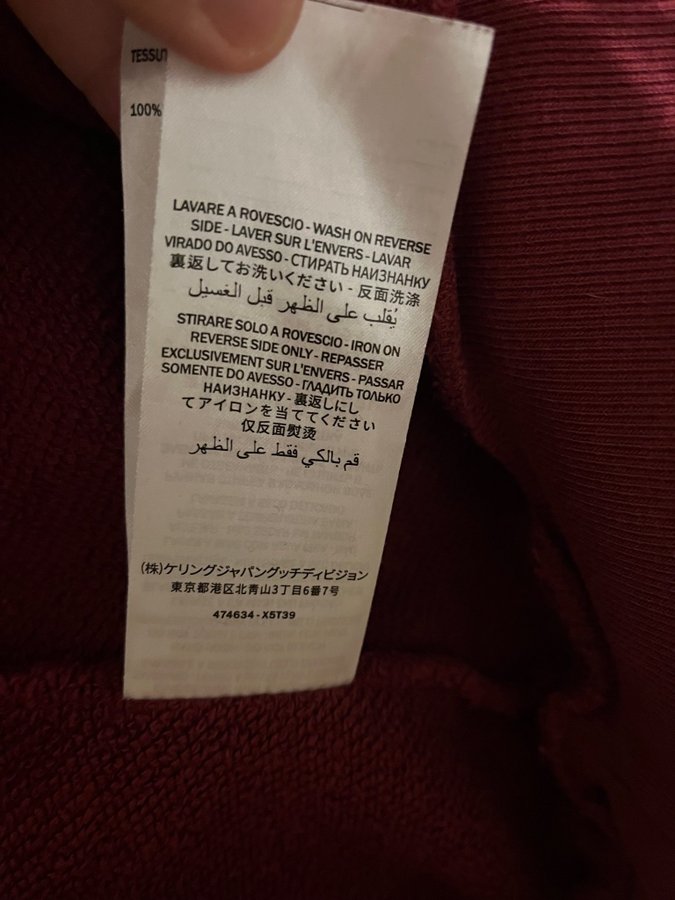 TESSUT
100%
LAVARE A ROVESCIO - WASH ON REVERSE
SIDE - LAVER SUR L'ENVERS - LAVAR
VIRADO DO AVESSO - СТИРАТЬ НАИЗНАНКУ
裏返してお洗いください - 反面洗涤
يُقلب على الظهر قبل الغسيل
STIRARE SOLO A ROVESCIO - IRON ON
REVERSE SIDE ONLY - REPASSER
EXCLUSIVEMENT SUR L'ENVERS - PASSAR
SOMENTE DO AVESSO - ГЛАДИТЬ ТОЛЬКО
НАИЗНАНКУ - 裏返しにし
てアイロンを当ててください
仅反面熨烫
قم بالكي فقط على الظهر
(株)ケリングジャパングッチディビジョン
東京都港区北青山3丁目6番7号
474634 - X5T39